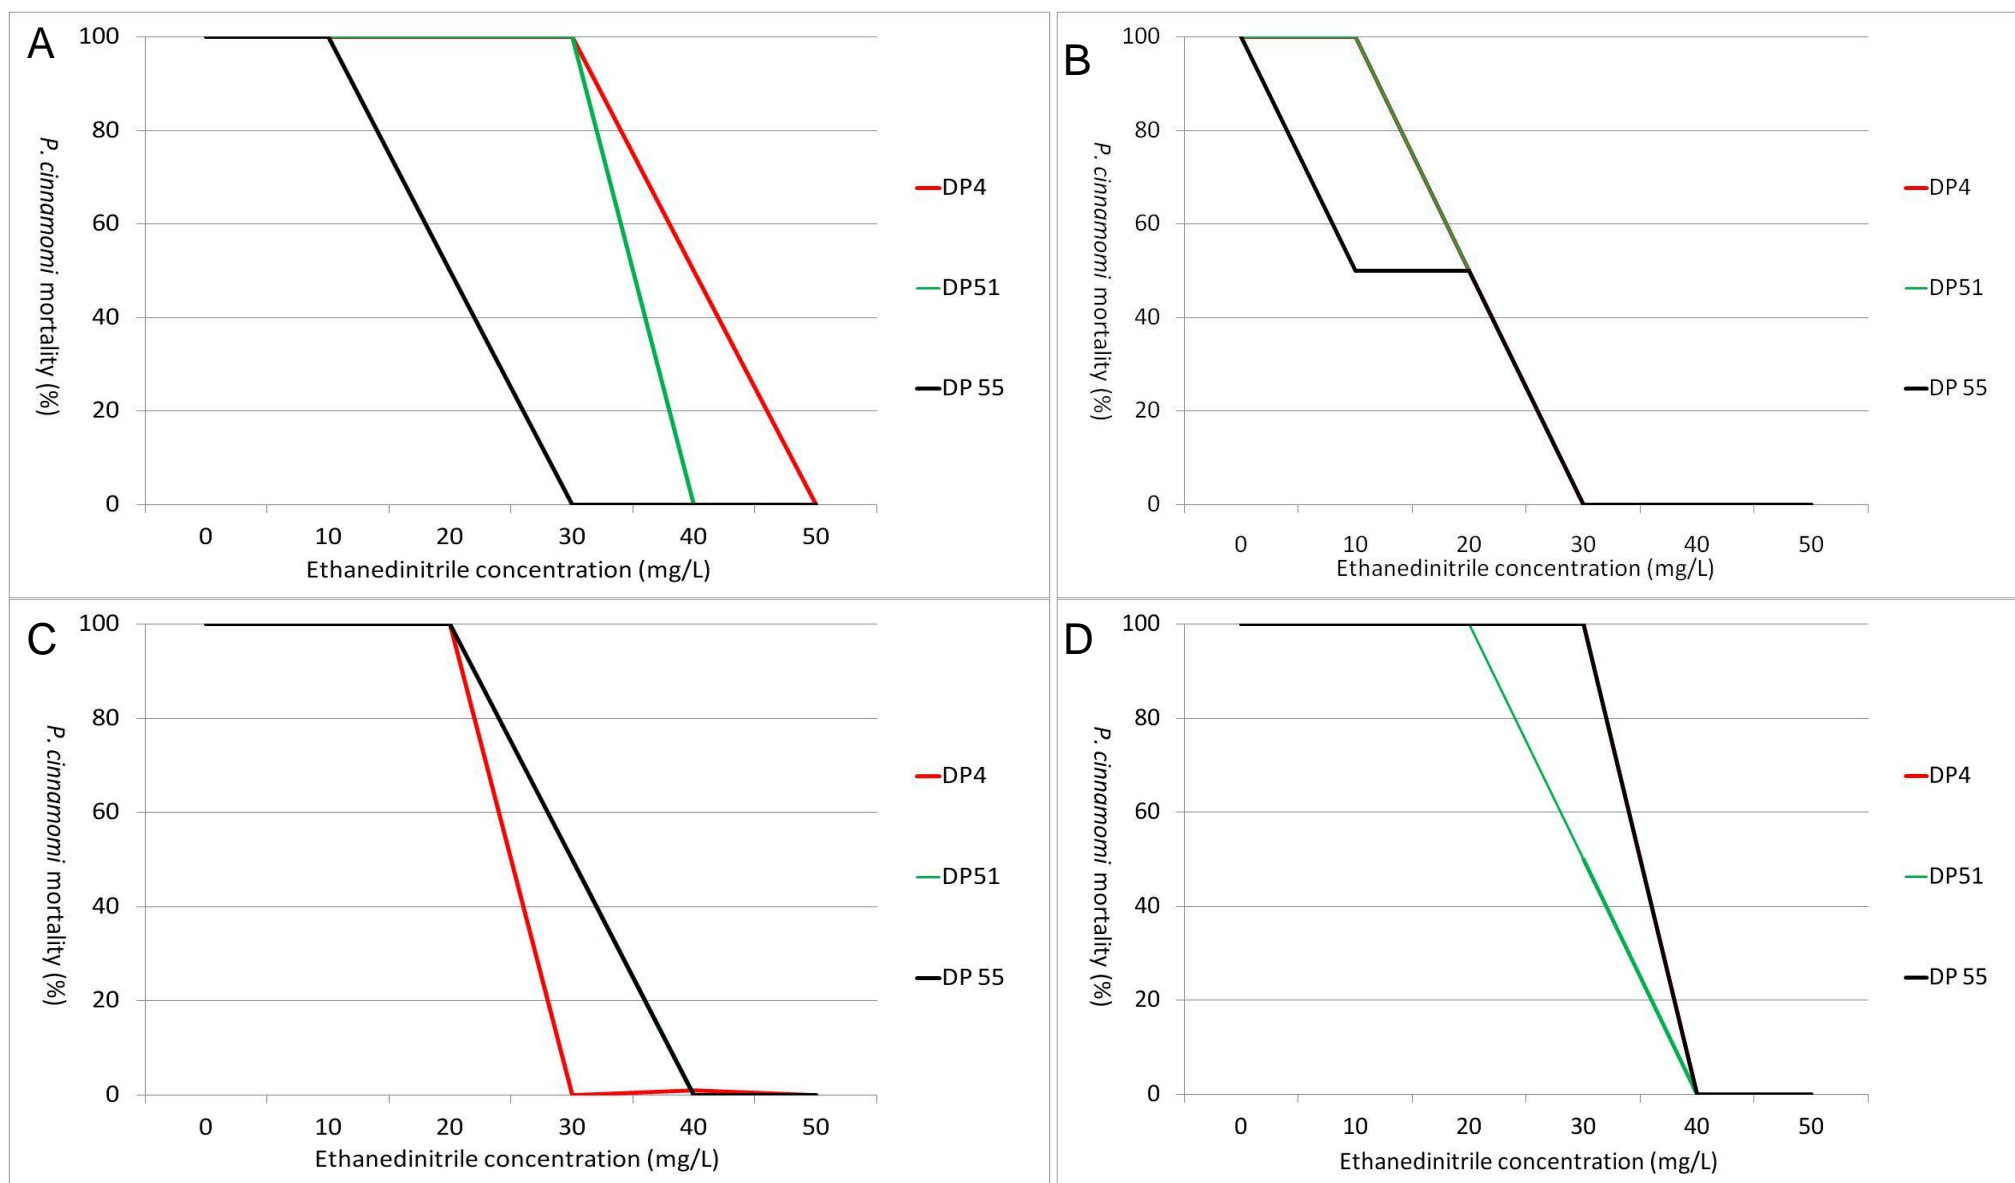 A
100
80
60
40
20
0
P. cinnamomi mortality (%)
0 10 20 30 40 50
Ethanedinitrile concentration (mg/L)
DP4
DP51
DP 55
B
100
80
60
40
20
0
P. cinnamomi mortality (%)
0 10 20 30 40 50
Ethanedinitrile concentration (mg/L)
DP4
DP51
DP 55
C
100
80
60
40
20
0
P. cinnamomi mortality (%)
0 10 20 30 40 50
Ethanedinitrile concentration (mg/L)
DP4
DP51
DP 55
D
100
80
60
40
20
0
P. cinnamomi mortality (%)
0 10 20 30 40 50
Ethanedinitrile concentration (mg/L)
DP4
DP51
DP 55